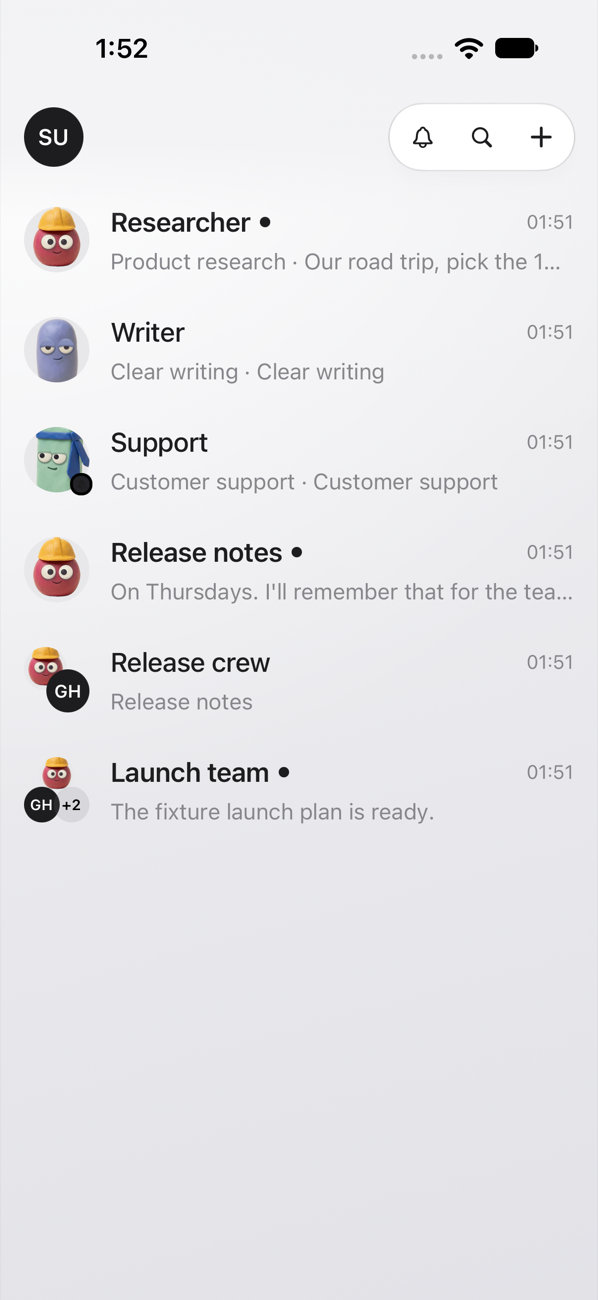 1:52
SU
Researcher
01:51
Product research · Our road trip, pick the 1...
Writer
01:51
Clear writing · Clear writing
Support
01:51
Customer support · Customer support
Release notes
01:51
On Thursdays. I'll remember that for the tea...
Release crew
01:51
GH
Release notes
Launch team
01:51
GH +2
The fixture launch plan is ready.